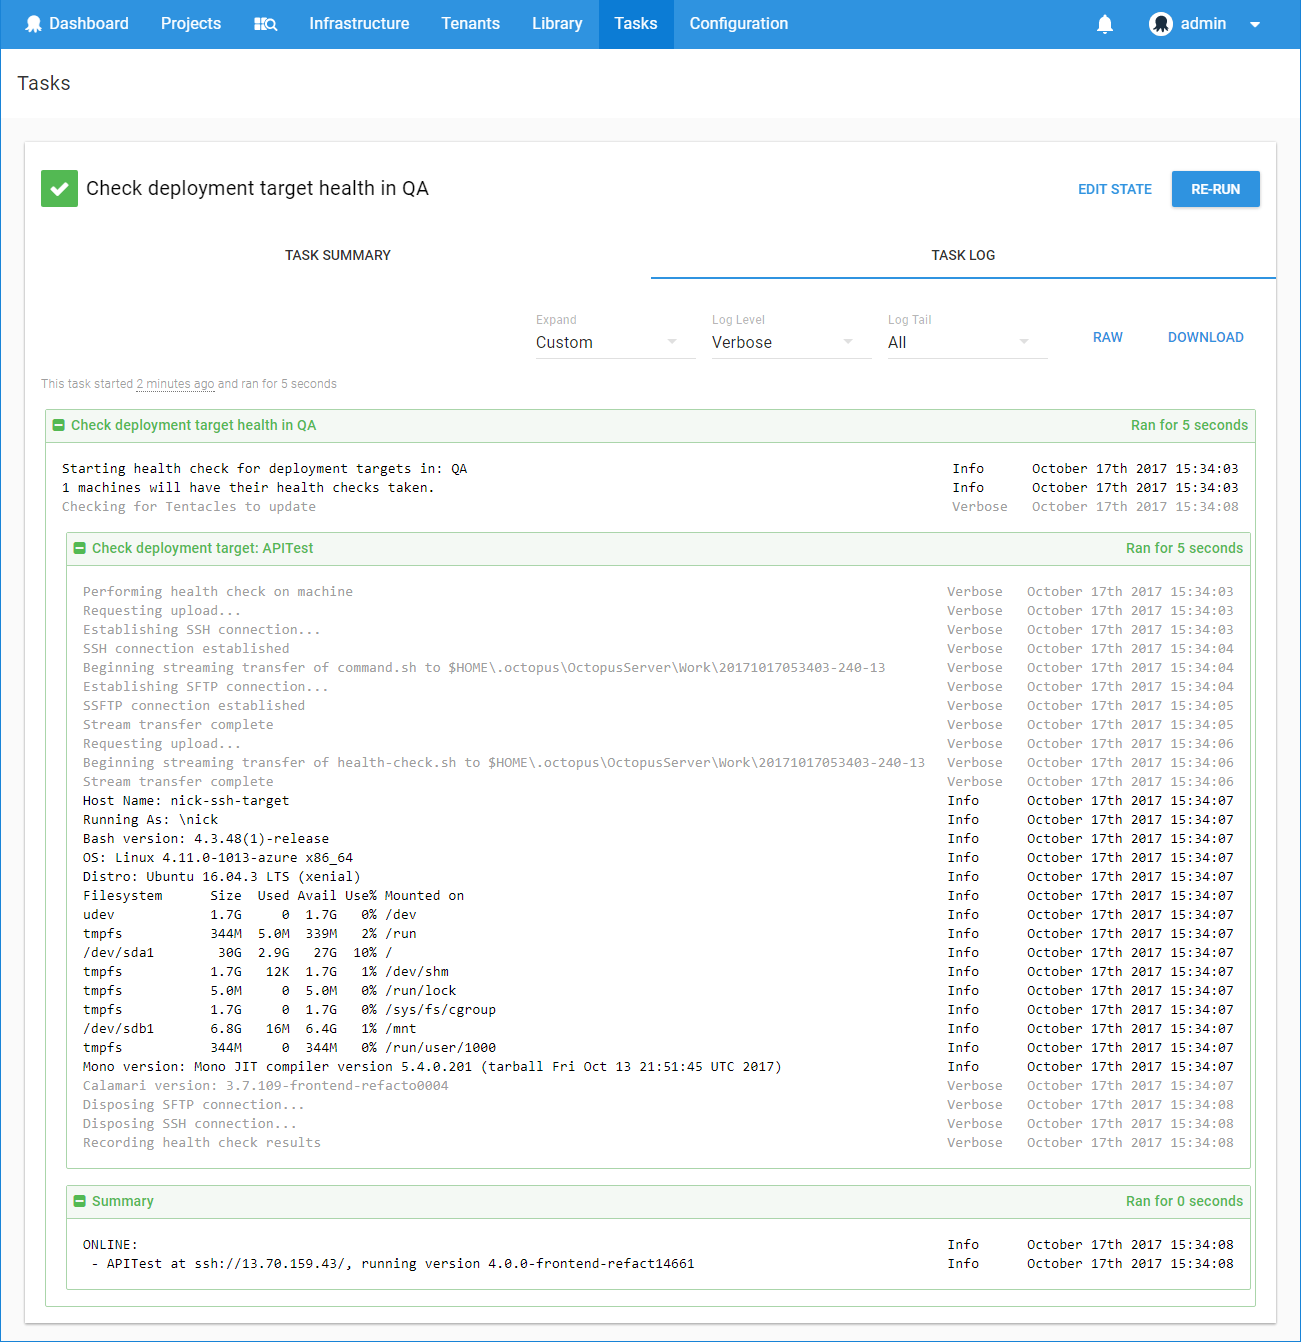 Dashboard Projects Infrastructure Tenants Library Tasks Configuration admin
Tasks
Check deployment target health in QA EDIT STATE RE-RUN
TASK SUMMARY TASK LOG
Expand Log Level Log Tail
Custom Verbose All RAW DOWNLOAD
This task started 2 minutes ago and ran for 5 seconds
Check deployment target health in QA Ran for 5 seconds
Starting health check for deployment targets in: QA Info October 17th 2017 15:34:03
1 machines will have their health checks taken. Info October 17th 2017 15:34:03
Checking for Tentacles to update Verbose October 17th 2017 15:34:08
Check deployment target: APITest Ran for 5 seconds
Performing health check on machine Verbose October 17th 2017 15:34:03
Requesting upload... Verbose October 17th 2017 15:34:03
Establishing SSH connection... Verbose October 17th 2017 15:34:03
SSH connection established Verbose October 17th 2017 15:34:04
Beginning streaming transfer of command.sh to $HOME\.octopus\OctopusServer\Work\20171017053403-240-13 Verbose October 17th 2017 15:34:04
Establishing SFTP connection... Verbose October 17th 2017 15:34:04
SSFTP connection established Verbose October 17th 2017 15:34:05
Stream transfer complete Verbose October 17th 2017 15:34:05
Requesting upload... Verbose October 17th 2017 15:34:06
Beginning streaming transfer of health-check.sh to $HOME\.octopus\OctopusServer\Work\20171017053403-240-13 Verbose October 17th 2017 15:34:06
Stream transfer complete Verbose October 17th 2017 15:34:06
Host Name: nick-ssh-target Info October 17th 2017 15:34:07
Running As: \nick Info October 17th 2017 15:34:07
Bash version: 4.3.48(1)-release Info October 17th 2017 15:34:07
OS: Linux 4.11.0-1013-azure x86_64 Info October 17th 2017 15:34:07
Distro: Ubuntu 16.04.3 LTS (xenial) Info October 17th 2017 15:34:07
Filesystem Size Used Avail Use% Mounted on Info October 17th 2017 15:34:07
udev 1.7G 0 1.7G 0% /dev Info October 17th 2017 15:34:07
tmpfs 344M 5.0M 339M 2% /run Info October 17th 2017 15:34:07
/dev/sda1 30G 2.9G 27G 10% / Info October 17th 2017 15:34:07
tmpfs 1.7G 12K 1.7G 1% /dev/shm Info October 17th 2017 15:34:07
tmpfs 5.0M 0 5.0M 0% /run/lock Info October 17th 2017 15:34:07
tmpfs 1.7G 0 1.7G 0% /sys/fs/cgroup Info October 17th 2017 15:34:07
/dev/sdb1 6.8G 16M 6.4G 1% /mnt Info October 17th 2017 15:34:07
tmpfs 344M 0 344M 0% /run/user/1000 Info October 17th 2017 15:34:07
Mono version: Mono JIT compiler version 5.4.0.201 (tarball Fri Oct 13 21:51:45 UTC 2017) Info October 17th 2017 15:34:07
Calamari version: 3.7.109-frontend-refacto0004 Verbose October 17th 2017 15:34:07
Disposing SFTP connection... Verbose October 17th 2017 15:34:08
Disposing SSH connection... Verbose October 17th 2017 15:34:08
Recording health check results Verbose October 17th 2017 15:34:08
Summary Ran for 0 seconds
ONLINE: Info October 17th 2017 15:34:08
- APITest at ssh://13.70.159.43/, running version 4.0.0-frontend-refact14661 Info October 17th 2017 15:34:08